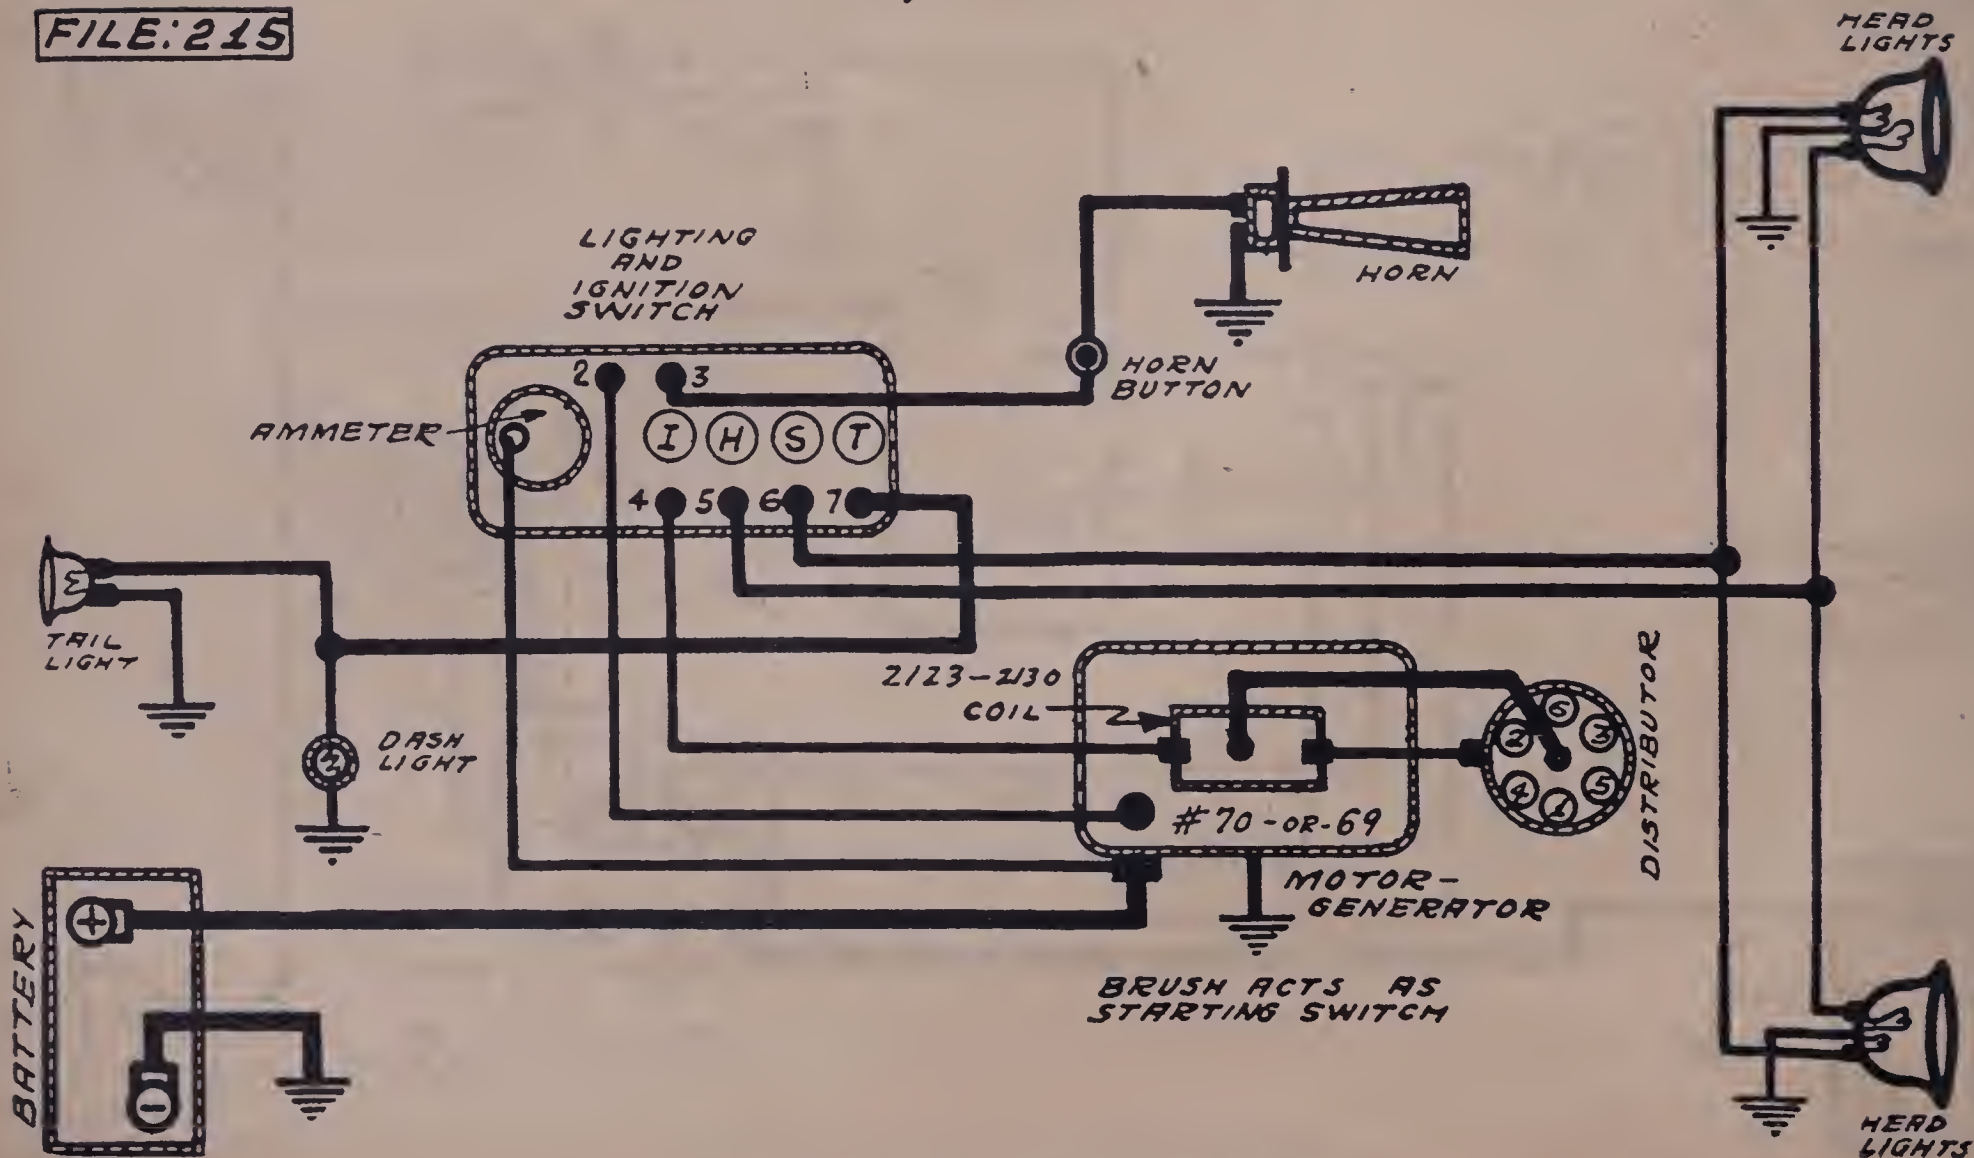 FILE: 215
HEAD
LIGHTS
LIGHTING
AND
IGNITION
SWITCH
HORN
2 3
HORN
BUTTON
AMMETER
I H S T
4 5 6 7
TAIL
LIGHT
2123-2130
COIL
DASH
LIGHT
6
2 3
4 5
1
DISTRIBUTOR
#70-OR-69
MOTOR-
GENERATOR
BATTERY
+
-
BRUSH ACTS AS
STARTING SWITCH
HEAD
LIGHTS